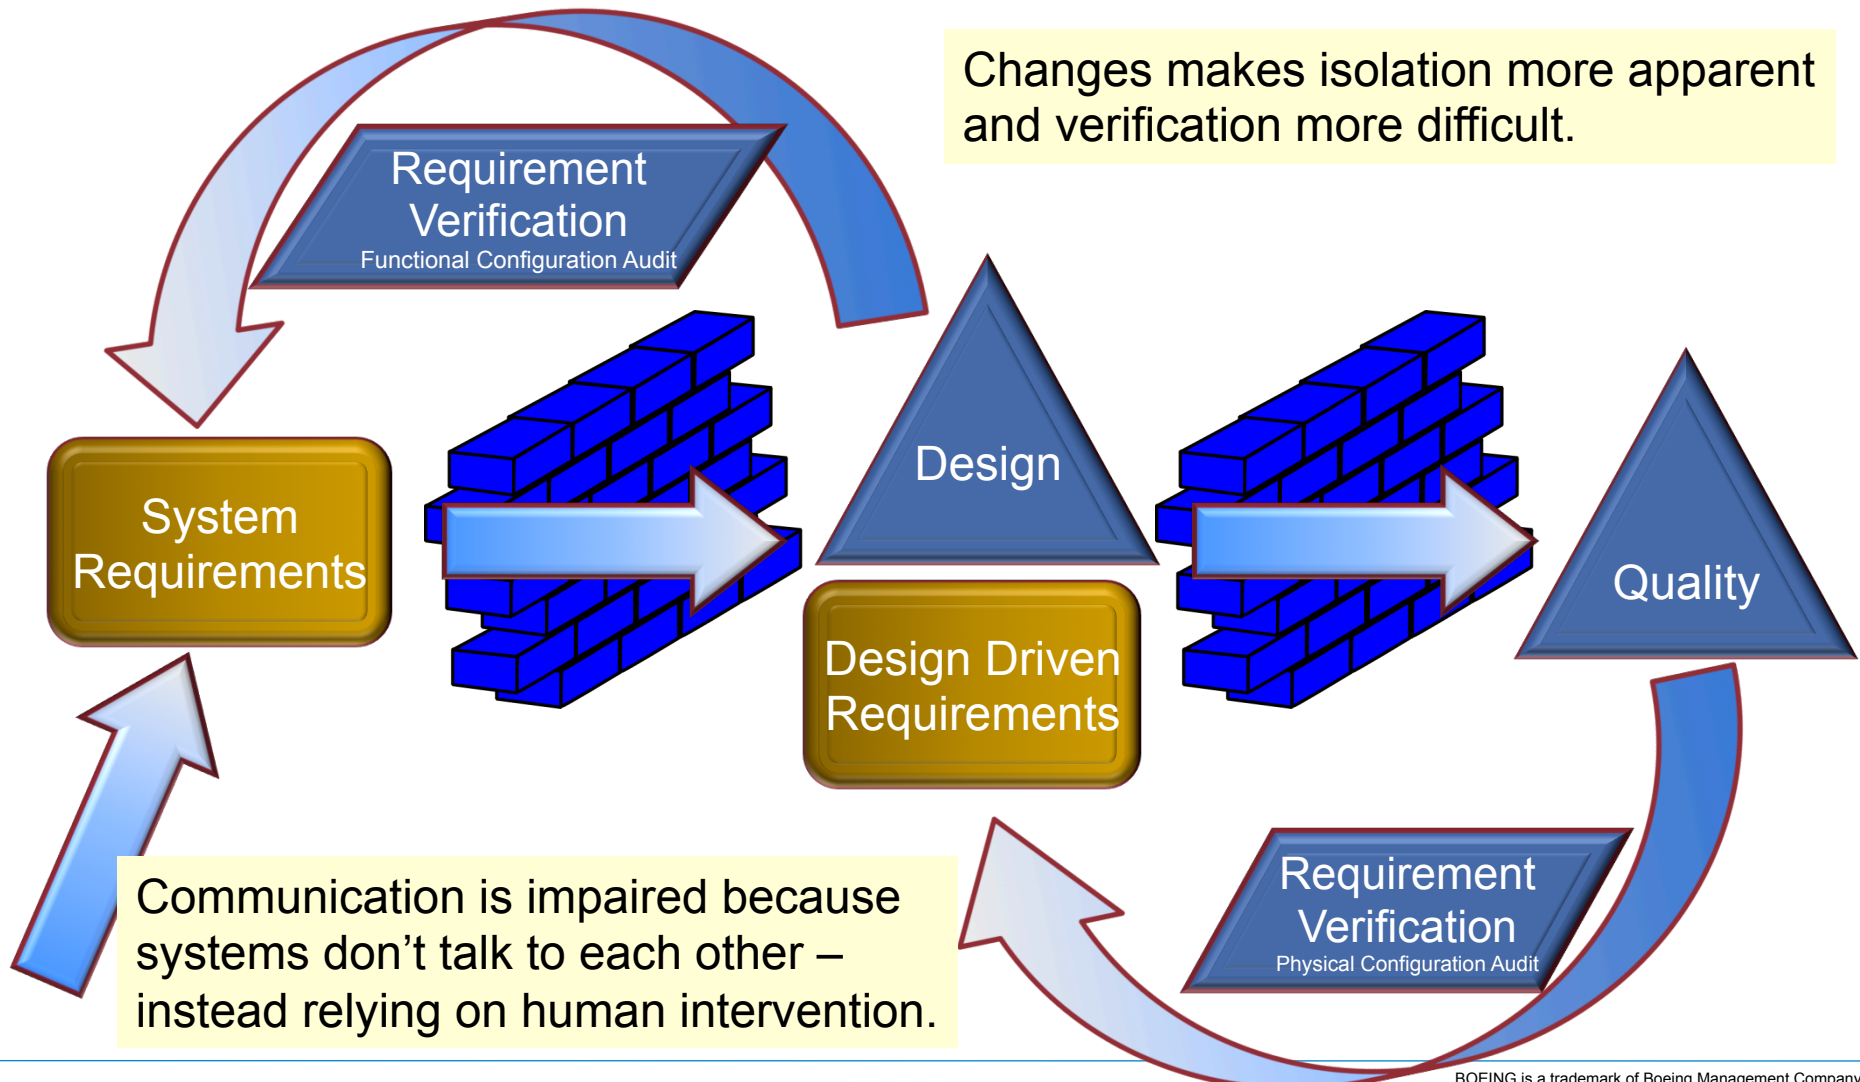 Changes makes isolation more apparent
and verification more difficult.
Requirement
Verification
Functional Configuration Audit
Design
System
Requirements
Quality
Design Driven
Requirements
Requirement
Verification
Physical Configuration Audit
Communication is impaired because
systems don’t talk to each other –
instead relying on human intervention.
BOEING is a trademark of Boeing Management Company